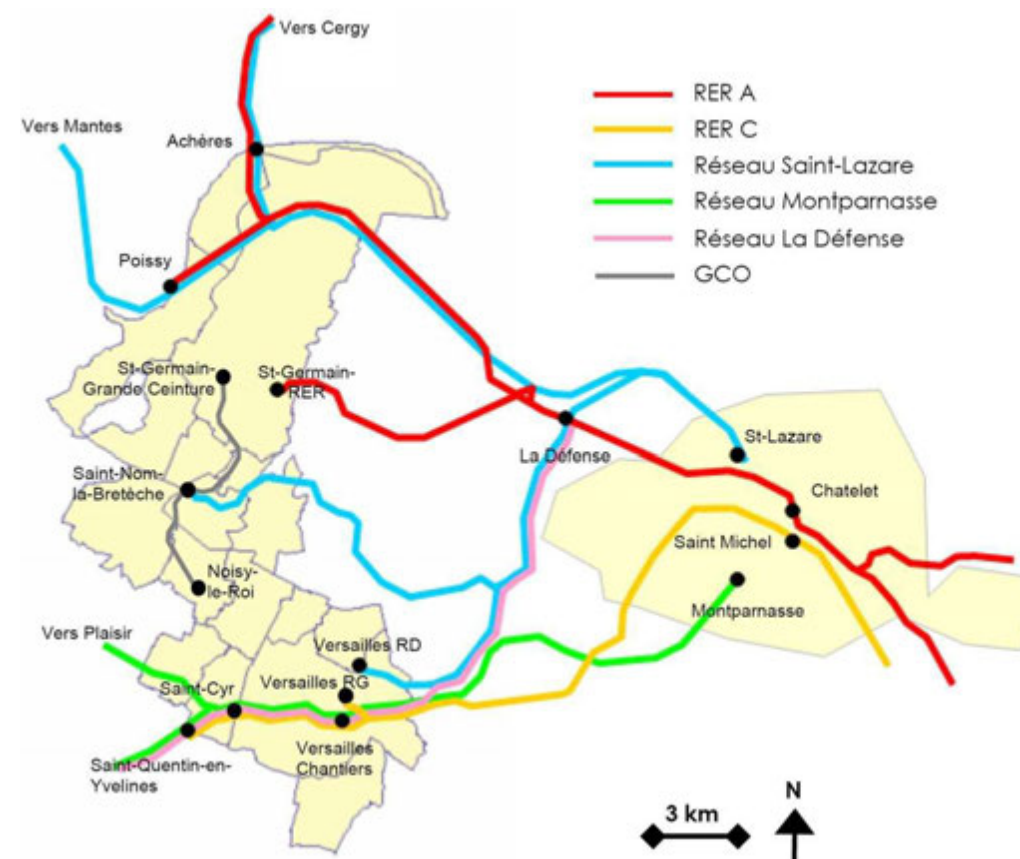 Vers Cergy
RER A
RER C
Réseau Saint-Lazare
Réseau Montparnasse
Réseau La Défense
GCO
Vers Mantes
Achères
Poissy
St-Germain-
Grande Ceinture
St-Germain-
RER
La Défense
St-Lazare
Saint-Nom-
la-Bretèche
Chatelet
Saint Michel
Noisy-
le-Roi
Montparnasse
Vers Plaisir
Versailles RD
Versailles RG
Saint-Cyr
Versailles
Chantiers
Saint-Quentin-en-
Yvelines
3 km
N